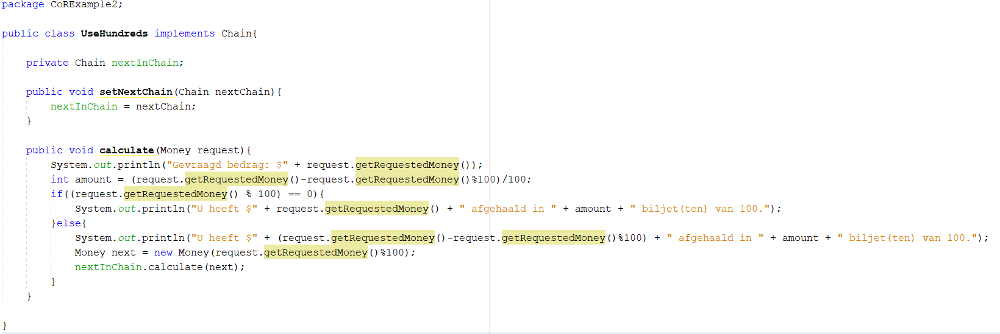 package CoRExample2;
public class UseHundreds implements Chain{
private Chain nextInChain;
public void setNextChain(Chain nextChain){
nextInChain = nextChain;
}
public void calculate(Money request){
System.out.println("Gevraagd bedrag: $" + request.getRequestedMoney());
int amount = (request.getRequestedMoney()-request.getRequestedMoney()%100)/100;
if((request.getRequestedMoney() % 100) == 0){
System.out.println("U heeft $" + request.getRequestedMoney() + " afgehaald in " + amount + " biljet(ten) van 100.");
}else{
System.out.println("U heeft $" + (request.getRequestedMoney()-request.getRequestedMoney()%100) + " afgehaald in " + amount + " biljet(ten) van 100.");
Money next = new Money(request.getRequestedMoney()%100);
nextInChain.calculate(next);
}
}
}